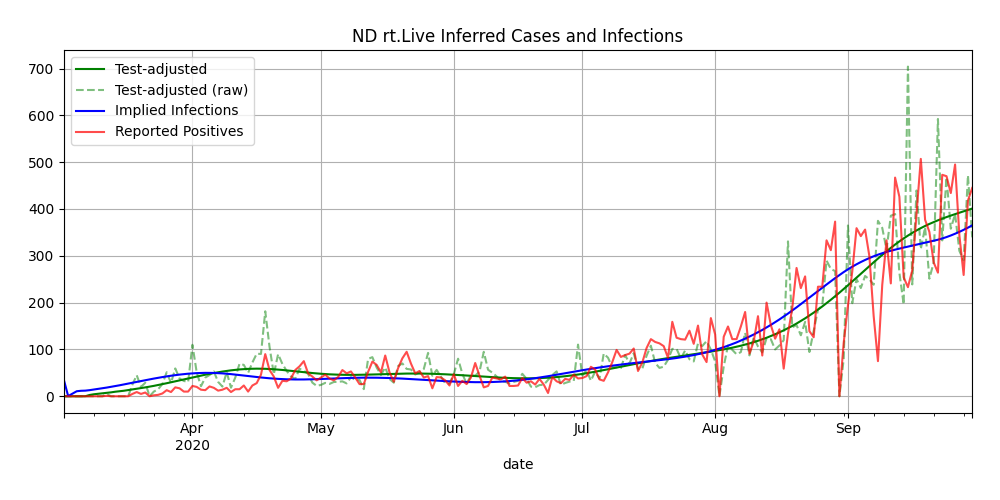 ND rt.Live Inferred Cases and Infections
Test-adjusted
Test-adjusted (raw)
Implied Infections
Reported Positives
700
600
500
400
300
200
100
0
Apr
2020
May
Jun
Jul
Aug
Sep
date